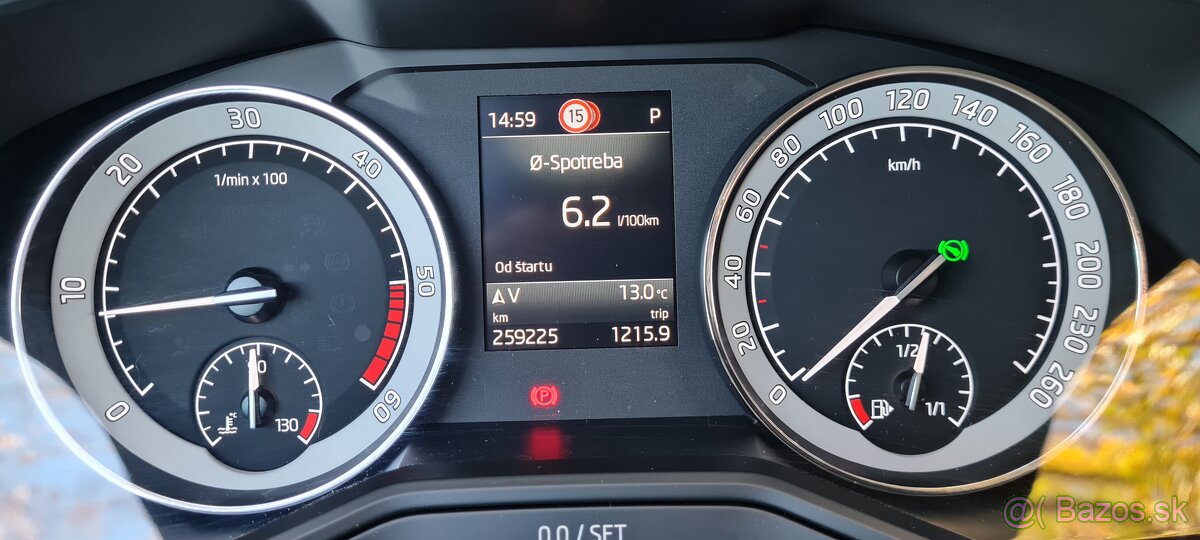 14:59 15 P
Ø-Spotreba
6.2 l/100km
Od štartu
V 13.0 °C
km trip
259225 1215.9
P
0 10 20 30 40 50 60
1/min x 100
90
130
°C
0 20 40 60 80 100 120 140 160 180 200 230 260
km/h
1/2
1/1
0.0 / SET
@( Bazos.sk